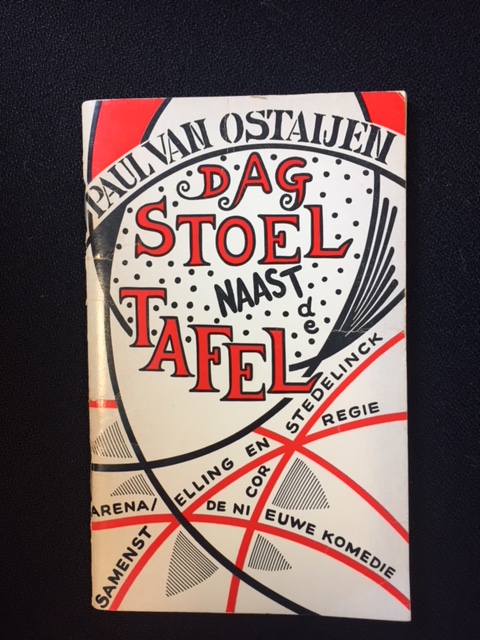 PAUL VAN OSTAIJEN
DAG
STOEL
NAAST
de
TAFEL
SAMENSTELLING EN REGIE
COR STEDELINCK
ARENA/DE NIEUWE KOMEDIE